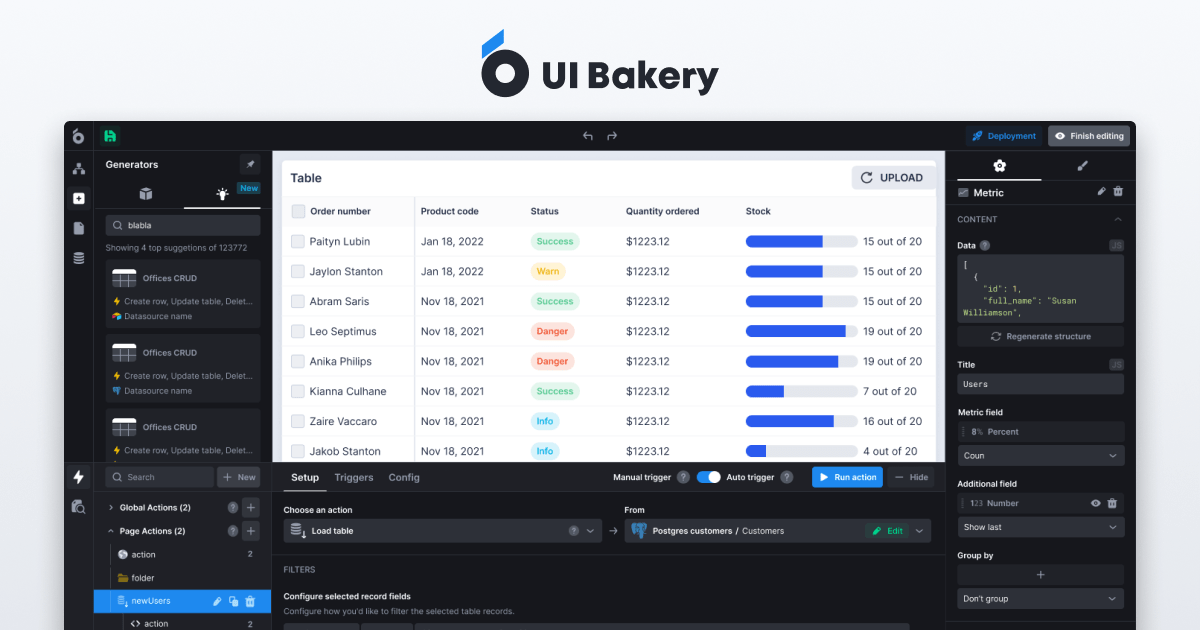 UI Bakery
Deployment
Finish editing
Generators
New
blabla
Showing 4 top suggetions of 123772
Offices CRUD
Create row, Update table, Delet...
Datasource name
Offices CRUD
Create row, Update table, Delet...
Datasource name
Offices CRUD
Create row, Update table, Delet...
Search
New
Global Actions (2)
Page Actions (2)
action 2
folder
newUsers
action 2
Table
UPLOAD
Order number Product code Status Quantity ordered Stock
Paityn Lubin Jan 18, 2022 Success $1223.12 15 out of 20
Jaylon Stanton Jan 18, 2022 Warn $1223.12 15 out of 20
Abram Saris Nov 18, 2021 Success $1223.12 15 out of 20
Leo Septimus Nov 18, 2021 Danger $1223.12 19 out of 20
Anika Philips Nov 18, 2021 Danger $1223.12 19 out of 20
Kianna Culhane Nov 18, 2021 Success $1223.12 7 out of 20
Zaire Vaccaro Nov 18, 2021 Info $1223.12 16 out of 20
Jakob Stanton Nov 18, 2021 Info $1223.12 4 out of 20
Setup Triggers Config
Manual trigger ? Auto trigger ? Run action Hide
Choose an action
Load table ?
From
Postgres customers / Customers Edit
FILTERS
Configure selected record fields
Configure how you'd like to filter the selected table records.
Metric
CONTENT
Data ? JS
[
{
"id": 1,
"full_name": "Susan
Williamson",
Regenerate structure
Title JS
Users
Metric field
8% Percent
Coun
Additional field
123 Number
Show last
Group by
+
Don't group